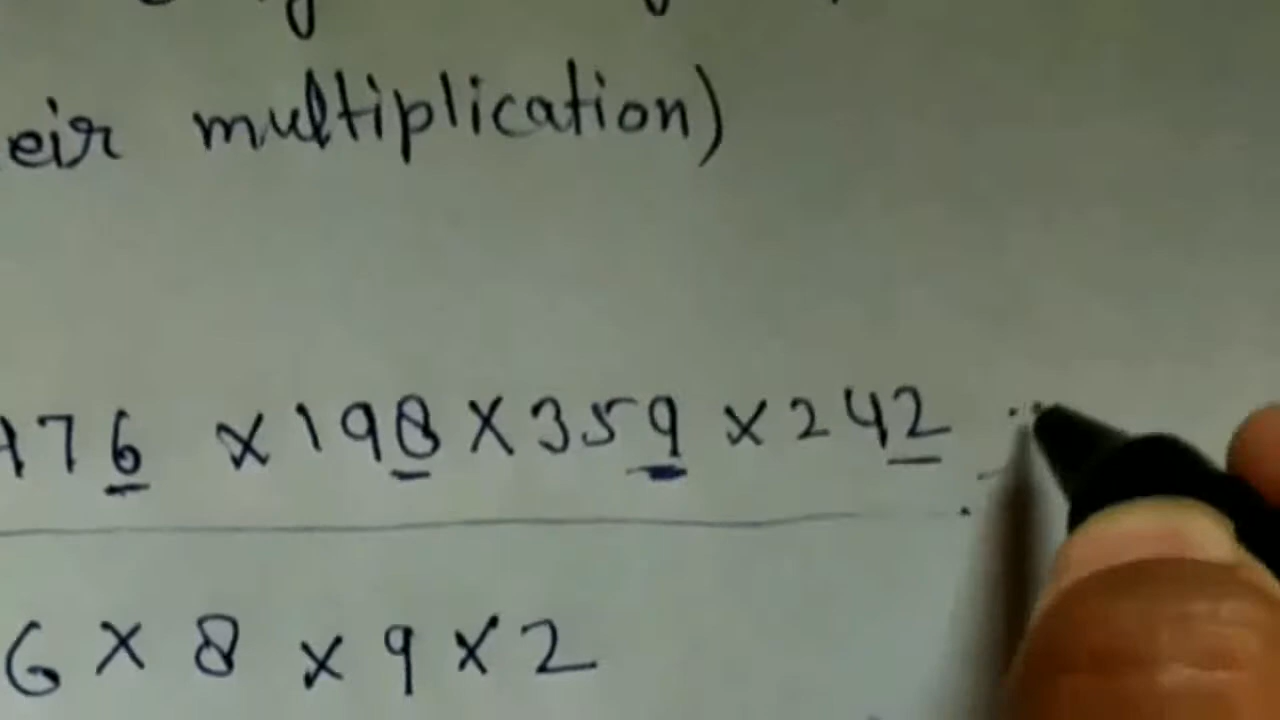 eir multiplication)
76 × 198 × 359 × 242
6 × 8 × 9 × 2